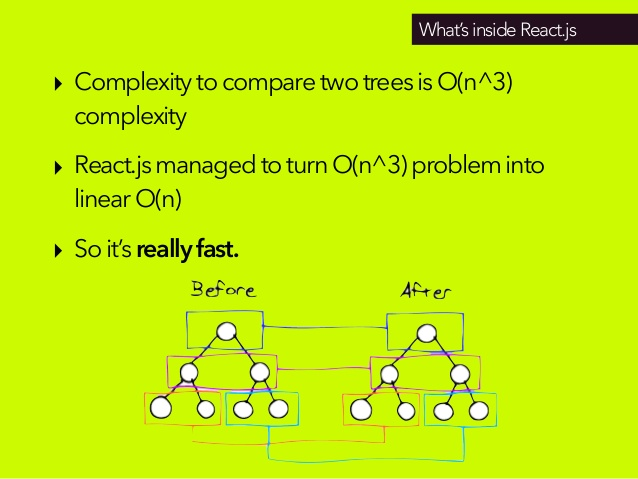 What's inside React.js
‣ Complexity to compare two trees is O(n^3)
complexity
‣ React.js managed to turn O(n^3) problem into
linear O(n)
‣ So it's really fast.
Before After